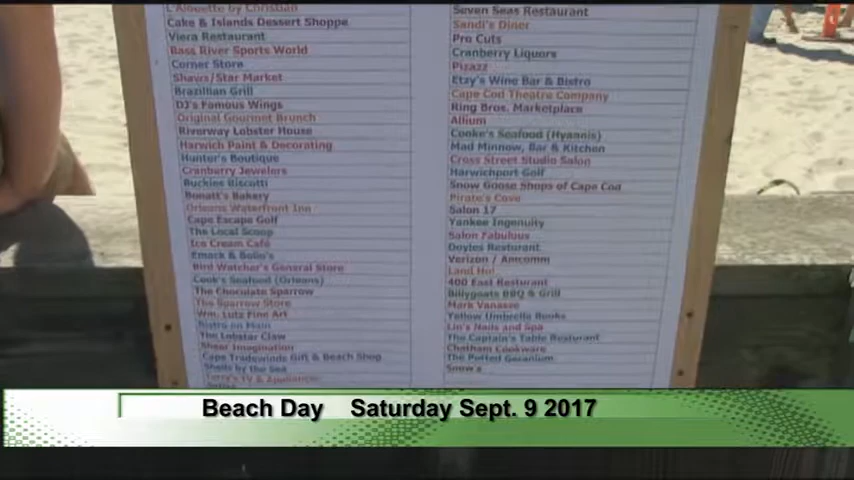 L'Alouette by Christian
Cake & Islands Dessert Shoppe
Viera Restaurant
Bass River Sports World
Corner Store
Shaws/Star Market
Brazilian Grill
DJ's Famous Wings
Original Gourmet Brunch
Riverway Lobster House
Harwich Paint & Decorating
Hunter's Boutique
Cranberry Jewelers
Buckies Biscotti
Bonatt's Bakery
Orleans Waterfront Inn
Cape Escape Golf
The Local Scoop
Ice Cream Café
Emack & Bolio's
Bird Watcher's General Store
Cook's Seafood (Orleans)
The Chocolate Sparrow
The Sparrow Store
Wm. Lutz Fine Art
Bistro on Main
The Lobster Claw
Shear Imagination
Cape Tradewinds Gift & Beach Shop
Shells by the Sea
Terry's TV & Appliance
Seven Seas Restaurant
Sandi's Diner
Pro Cuts
Cranberry Liquors
Pizazz
Etzy's Wine Bar & Bistro
Cape Cod Theatre Company
Ring Bros. Marketplace
Allium
Cooke's Seafood (Hyannis)
Mad Minnow, Bar & Kitchen
Cross Street Studio Salon
Harwichport Golf
Snow Goose Shops of Cape Cod
Pirate's Cove
Salon 17
Yankee Ingenuity
Salon Fabulous
Doyles Resturant
Verizon / Amcomm
Land Ho!
400 East Resturant
Billygoats BBQ & Grill
Mark Vanasse
Yellow Umbrella Books
Lin's Nails and Spa
The Captain's Table Resturant
Chatham Cookware
The Potted Geranium
Snow's
Beach Day Saturday Sept. 9 2017